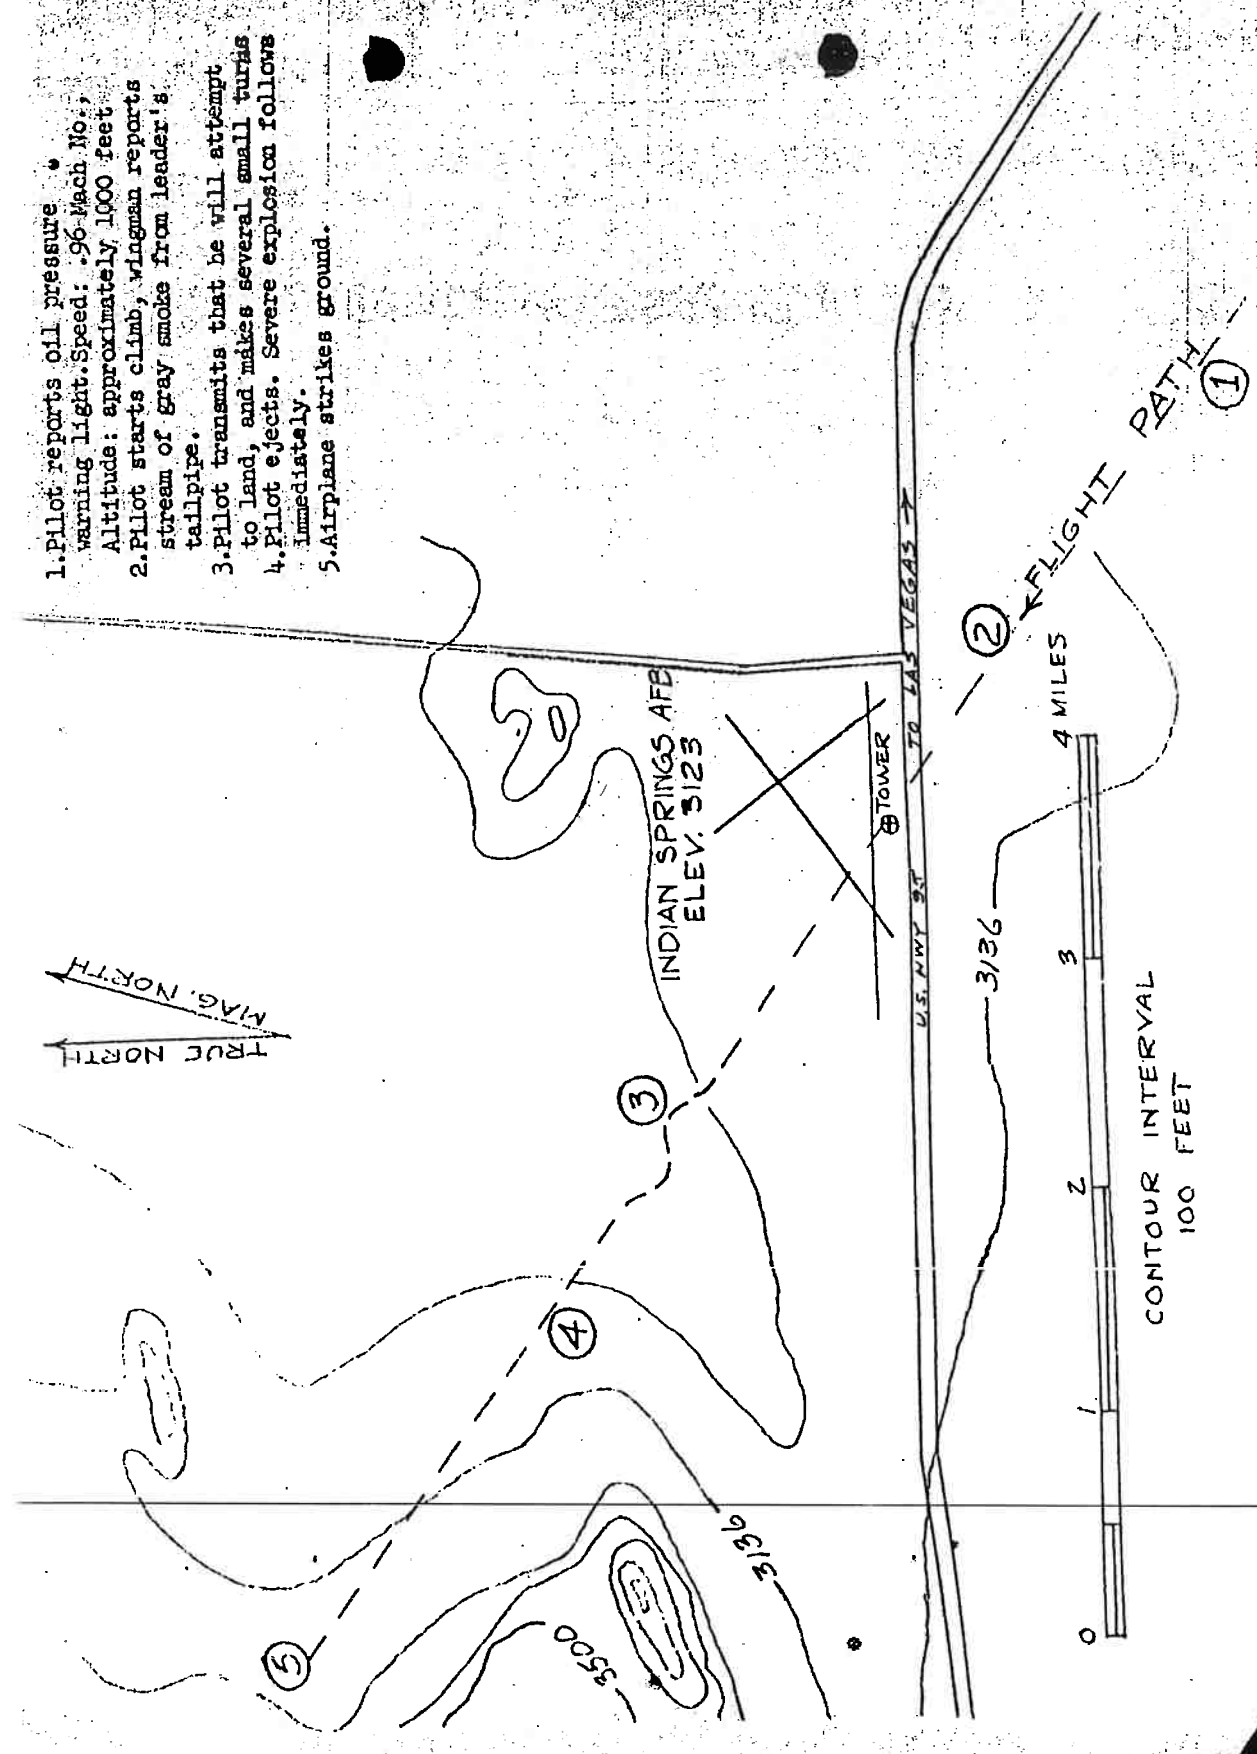 1.Pilot reports oil pressure
warning light.Speed: .96 Mach No.,
Altitude: approximately 1000 feet
2.Pilot starts climb, wingman reports
stream of gray smoke from leader's
tailpipe.
3.Pilot transmits that he will attempt
to land, and makes several small turns
4.Pilot ejects. Severe explosion follows
immediately.
5.Airplane strikes ground.
TRUE NORTH
MAG. NORTH
INDIAN SPRINGS AFB
ELEV. 3123
TOWER
U.S. HWY 95
TO LAS VEGAS →
5
4
3
2
FLIGHT PATH
1
3500
3136
3136
0 1 2 3 4 MILES
CONTOUR INTERVAL
100 FEET